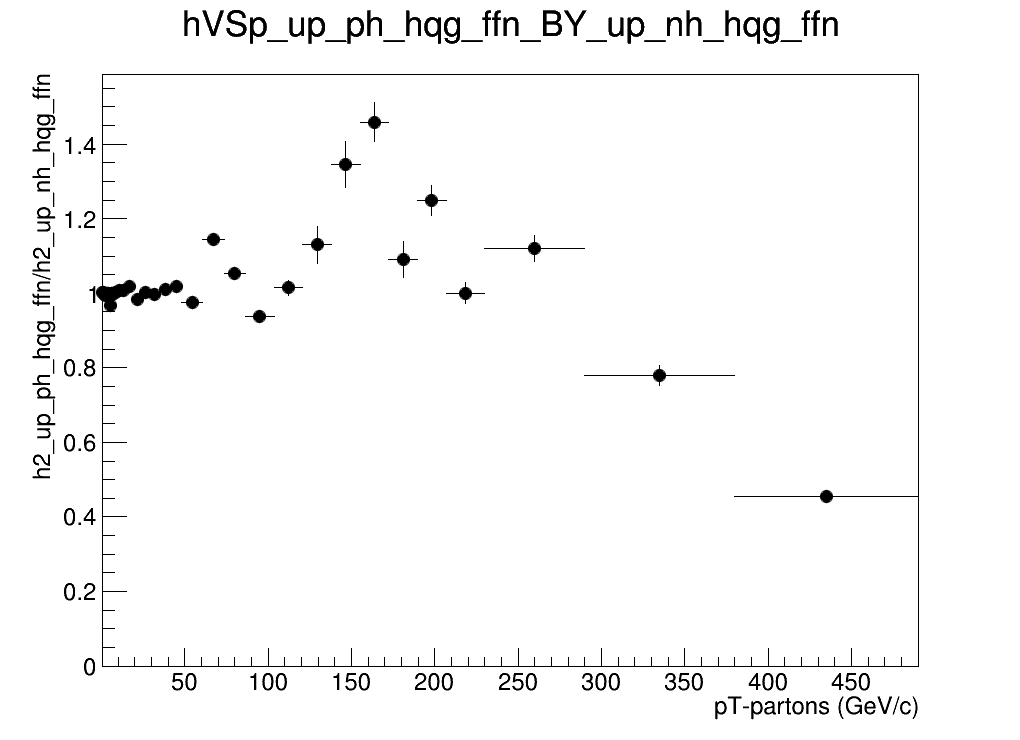 hVSp_up_ph_hqg_ffn_BY_up_nh_hqg_ffn
h2_up_ph_hqg_ffn/h2_up_nh_hqg_ffn
1.4
1.2
1
0.8
0.6
0.4
0.2
0
50 100 150 200 250 300 350 400 450
pT-partons (GeV/c)